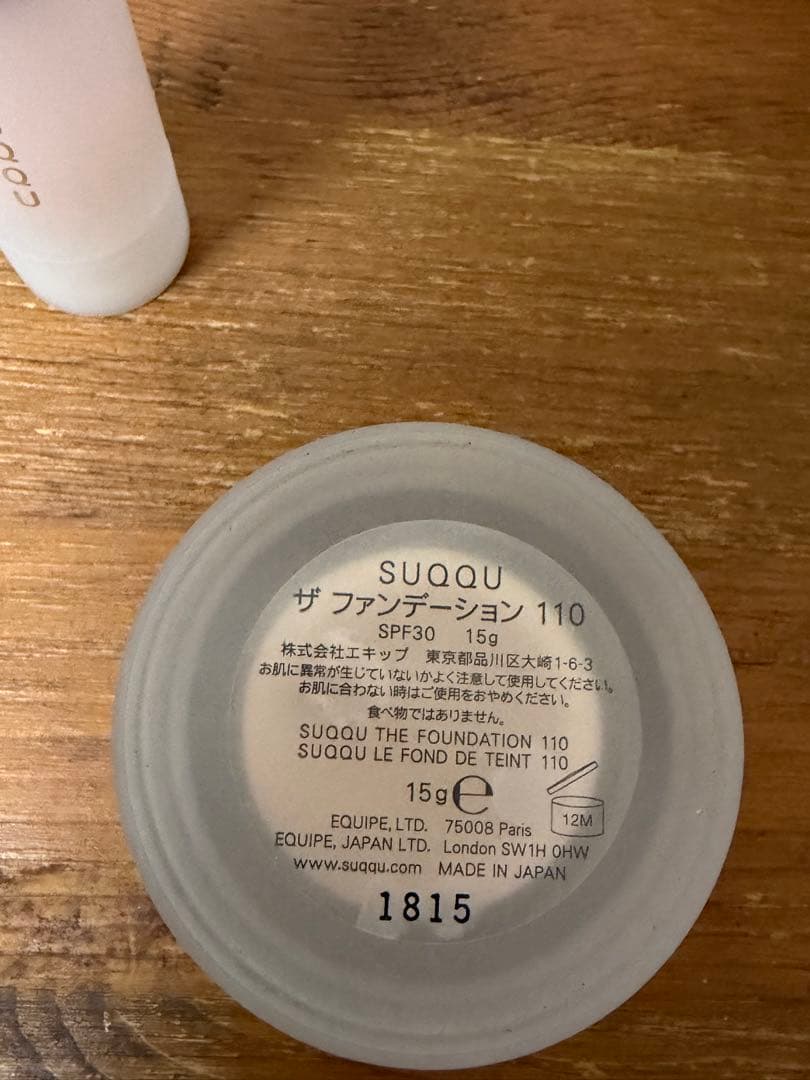 SUQQU
ザ ファンデーション 110
SPF30 15g
株式会社エキップ 東京都品川区大崎1-6-3
お肌に異常が生じていないかよく注意して使用してください。
お肌に合わない時はご使用をおやめください。
食べ物ではありません。
SUQQU THE FOUNDATION 110
SUQQU LE FOND DE TEINT 110
15g℮
12M
EQUIPE, LTD. 75008 Paris
EQUIPE, JAPAN LTD. London SW1H 0HW
www.suqqu.com MADE IN JAPAN
1815